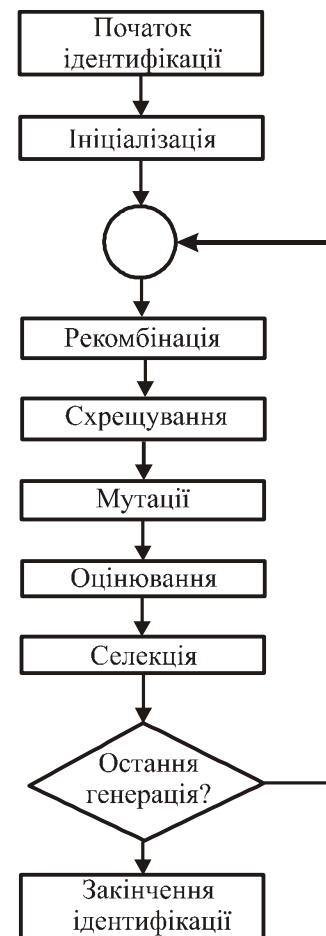 Початок
ідентифікації
Ініціалізація
Рекомбінація
Схрещування
Мутації
Оцінювання
Селекція
Остання
генерація?
Закінчення
ідентифікації